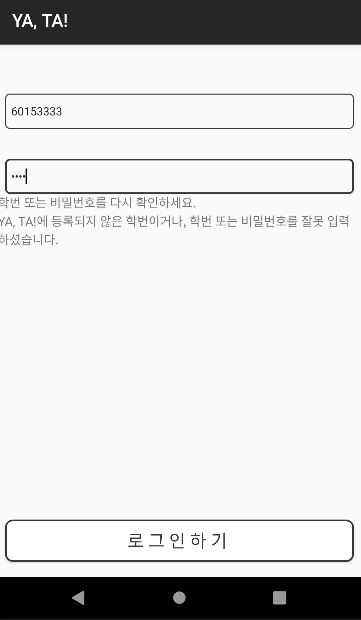 YA, TA!
60153333
••••
학번 또는 비밀번호를 다시 확인하세요.
YA, TA!에 등록되지 않은 학번이거나, 학번 또는 비밀번호를 잘못 입력
하셨습니다.
로 그 인 하 기